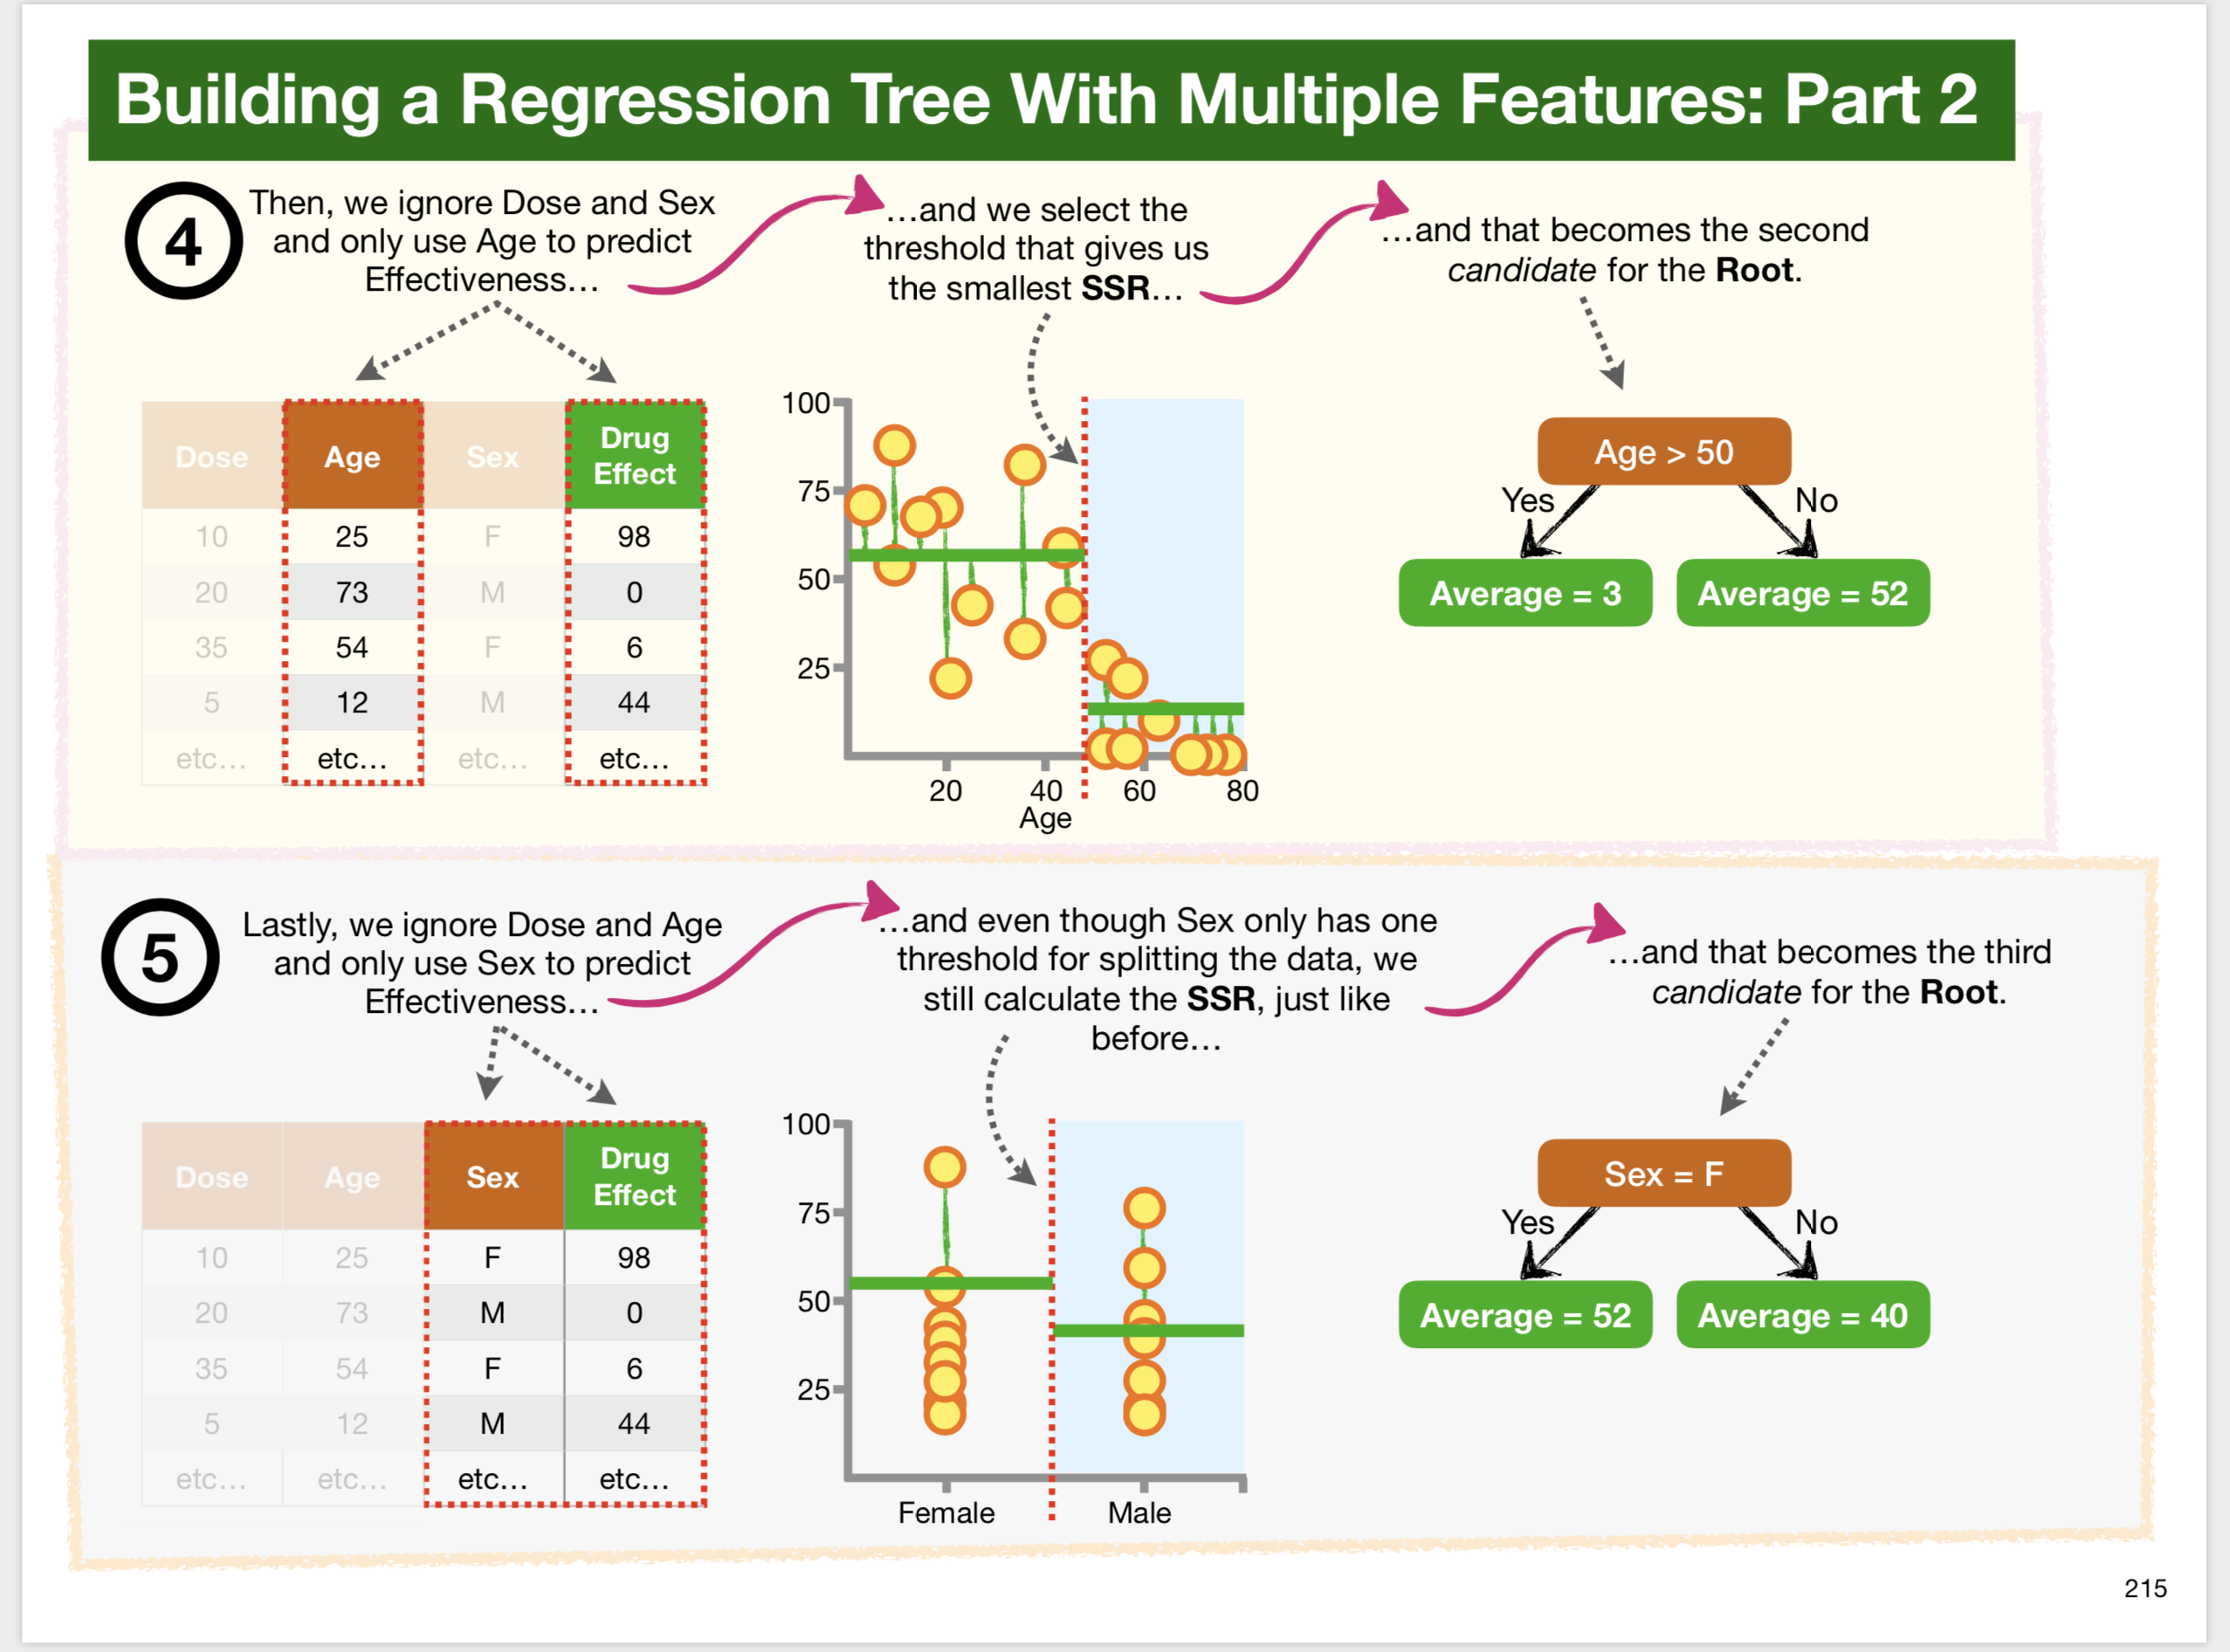 Building a Regression Tree With Multiple Features: Part 2
4
Then, we ignore Dose and Sex
and only use Age to predict
Effectiveness…
…and we select the
threshold that gives us
the smallest SSR…
…and that becomes the second
candidate for the Root.
Dose Age Sex Drug Effect
10 25 F 98
20 73 M 0
35 54 F 6
5 12 M 44
etc… etc… etc… etc…
100
75
50
25
20 40 60 80
Age
Age > 50
Yes No
Average = 3 Average = 52
5
Lastly, we ignore Dose and Age
and only use Sex to predict
Effectiveness…
…and even though Sex only has one
threshold for splitting the data, we
still calculate the SSR, just like
before…
…and that becomes the third
candidate for the Root.
Dose Age Sex Drug Effect
10 25 F 98
20 73 M 0
35 54 F 6
5 12 M 44
etc… etc… etc… etc…
100
75
50
25
Female Male
Sex = F
Yes No
Average = 52 Average = 40
215